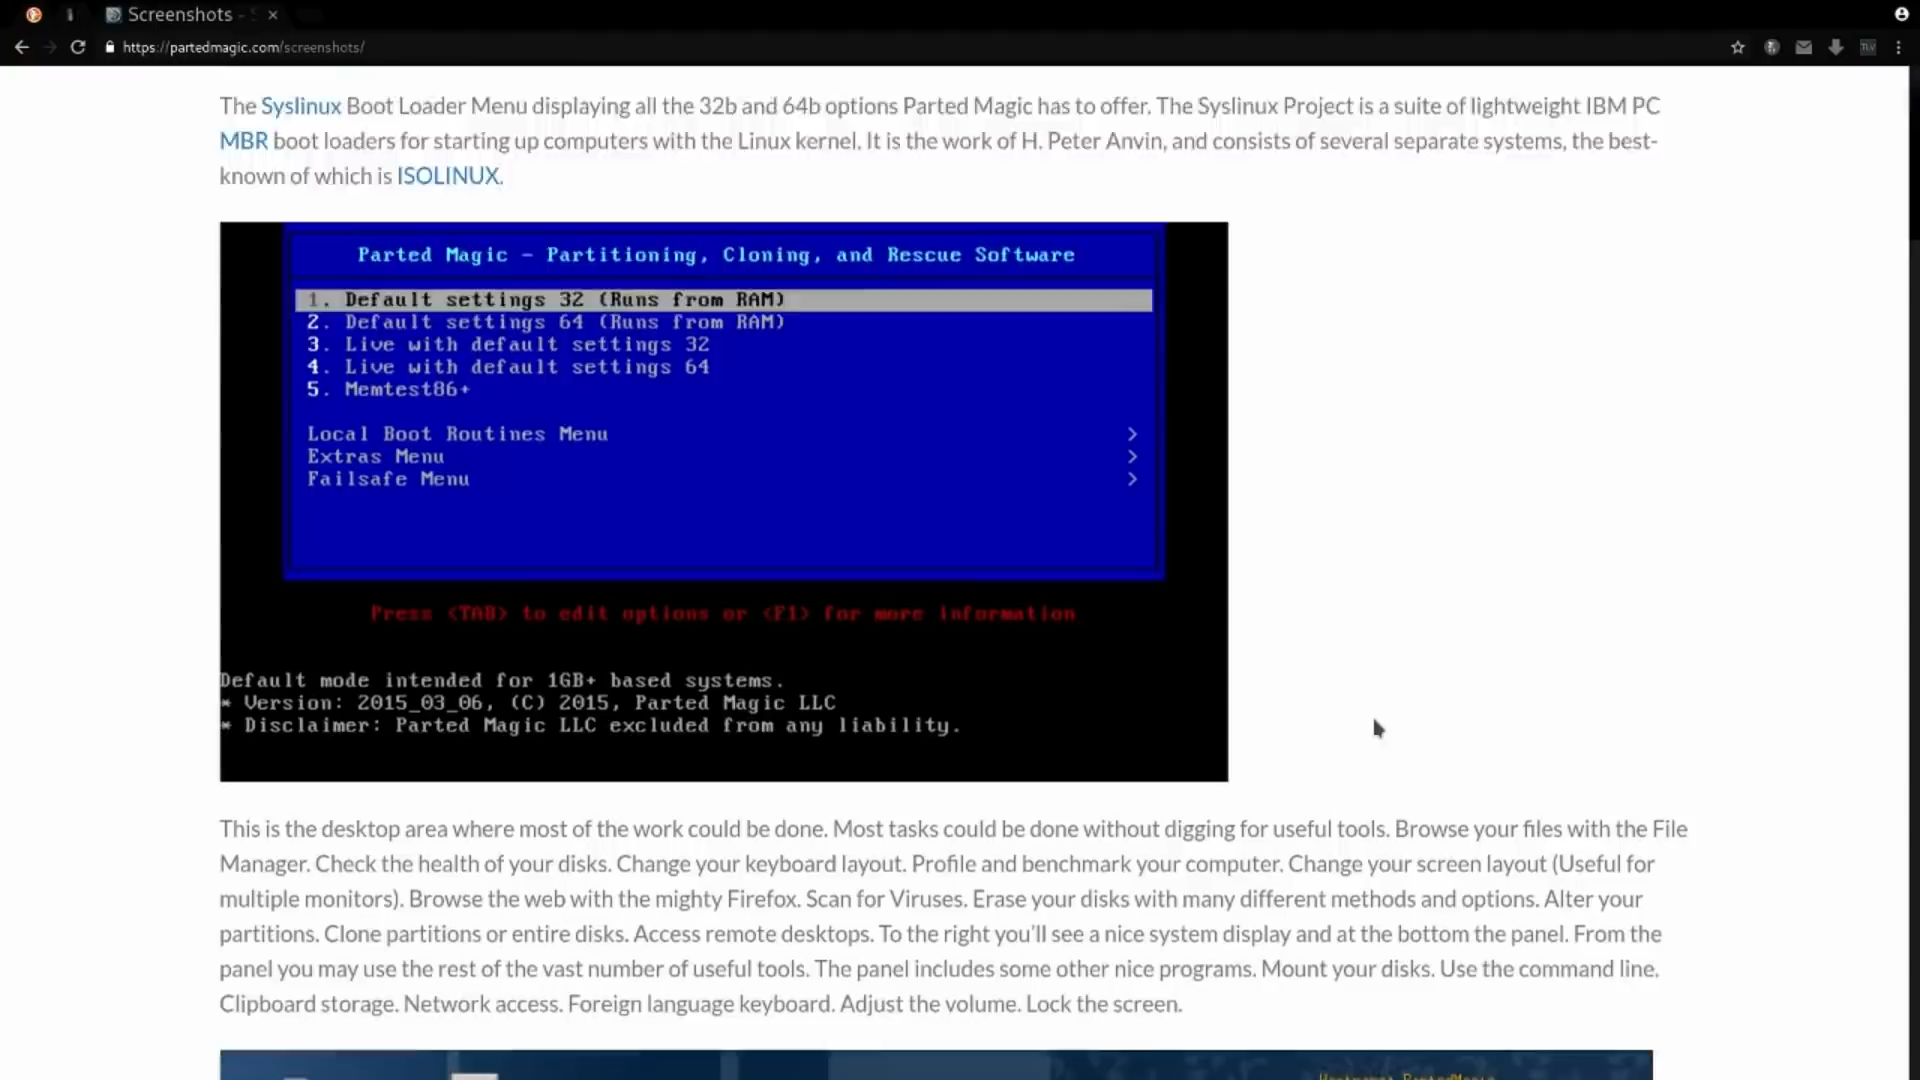 Screenshots - S
https://partedmagic.com/screenshots/
The Syslinux Boot Loader Menu displaying all the 32b and 64b options Parted Magic has to offer. The Syslinux Project is a suite of lightweight IBM PC
MBR boot loaders for starting up computers with the Linux kernel. It is the work of H. Peter Anvin, and consists of several separate systems, the best-
known of which is ISOLINUX.
Parted Magic - Partitioning, Cloning, and Rescue Software
1. Default settings 32 (Runs from RAM)
2. Default settings 64 (Runs from RAM)
3. Live with default settings 32
4. Live with default settings 64
5. Memtest86+
Local Boot Routines Menu >
Extras Menu >
Failsafe Menu >
Press <TAB> to edit options or <F1> for more information
Default mode intended for 1GB+ based systems.
* Version: 2015_03_06, (C) 2015, Parted Magic LLC
* Disclaimer: Parted Magic LLC excluded from any liability.
This is the desktop area where most of the work could be done. Most tasks could be done without digging for useful tools. Browse your files with the File
Manager. Check the health of your disks. Change your keyboard layout. Profile and benchmark your computer. Change your screen layout (Useful for
multiple monitors). Browse the web with the mighty Firefox. Scan for Viruses. Erase your disks with many different methods and options. Alter your
partitions. Clone partitions or entire disks. Access remote desktops. To the right you'll see a nice system display and at the bottom the panel. From the
panel you may use the rest of the vast number of useful tools. The panel includes some other nice programs. Mount your disks. Use the command line.
Clipboard storage. Network access. Foreign language keyboard. Adjust the volume. Lock the screen.